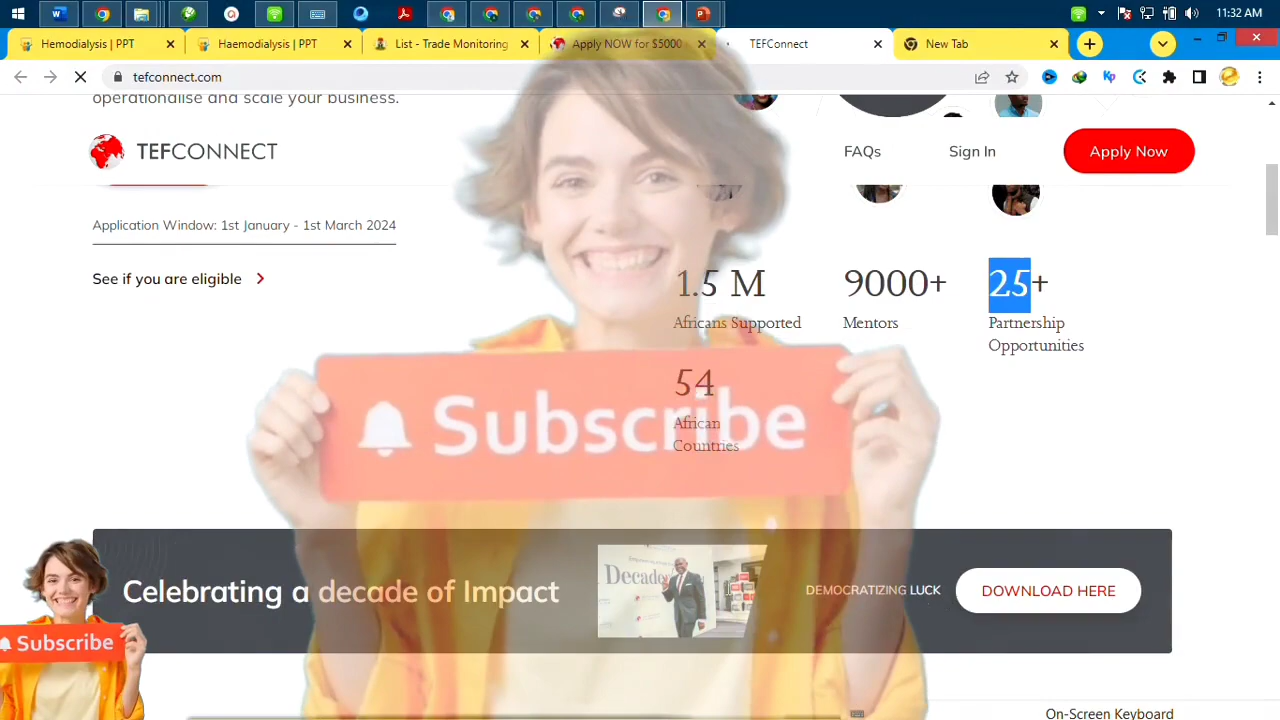 11:32 AM
Hemodialysis | PPT
Haemodialysis | PPT
List - Trade Monitoring
Apply NOW for $5000
TEFConnect
New Tab
tefconnect.com
operationalise and scale your business.
TEFCONNECT
FAQs
Sign In
Apply Now
Application Window: 1st January - 1st March 2024
See if you are eligible
1.5 M
Africans Supported
9000+
Mentors
25+
Partnership
Opportunities
54
African
Countries
Subscribe
Celebrating a decade of Impact
Decade
DEMOCRATIZING LUCK
DOWNLOAD HERE
Subscribe
On-Screen Keyboard